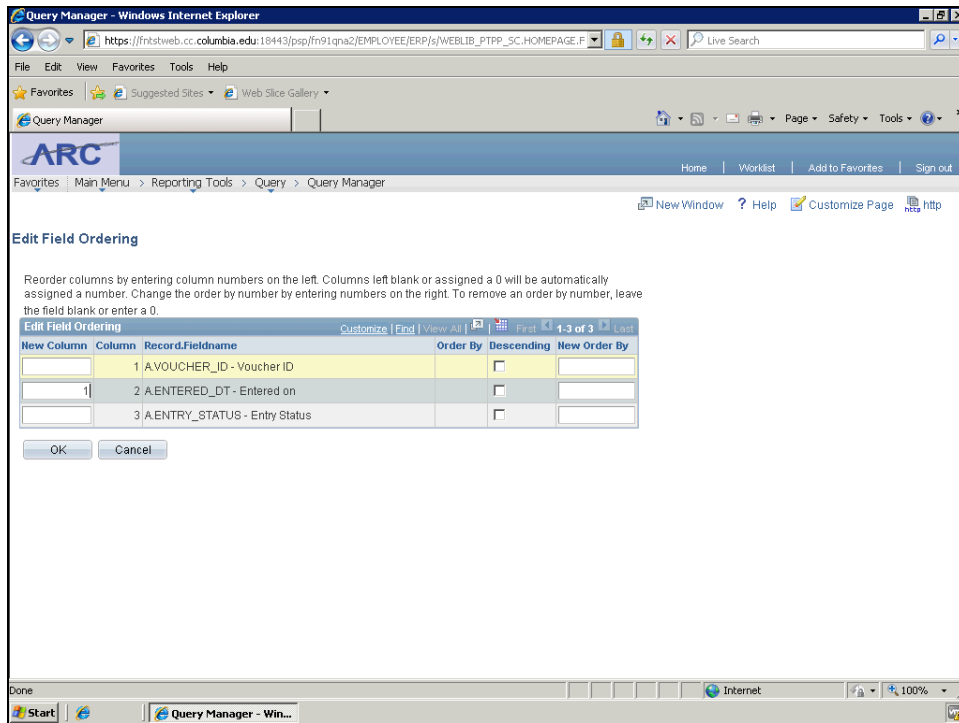 Query Manager - Windows Internet Explorer
https://fntstweb.cc.columbia.edu:18443/psp/fn91qna2/EMPLOYEE/ERP/s/WEBLIB_PTPP_SC.HOMEPAGE.F
Live Search
File Edit View Favorites Tools Help
Favorites Suggested Sites Web Slice Gallery
Query Manager
Page Safety Tools
ARC
Home | Worklist | Add to Favorites | Sign out
Favorites Main Menu > Reporting Tools > Query > Query Manager
New Window ? Help Customize Page http
Edit Field Ordering
Reorder columns by entering column numbers on the left. Columns left blank or assigned a 0 will be automatically
assigned a number. Change the order by number by entering numbers on the right. To remove an order by number, leave
the field blank or enter a 0.
Edit Field Ordering Customize | Find | View All | | First 1-3 of 3 Last
New Column Column Record.Fieldname Order By Descending New Order By
1 A.VOUCHER_ID - Voucher ID
1 2 A.ENTERED_DT - Entered on
3 A.ENTRY_STATUS - Entry Status
OK Cancel
Done Internet 100%
Start Query Manager - Win...